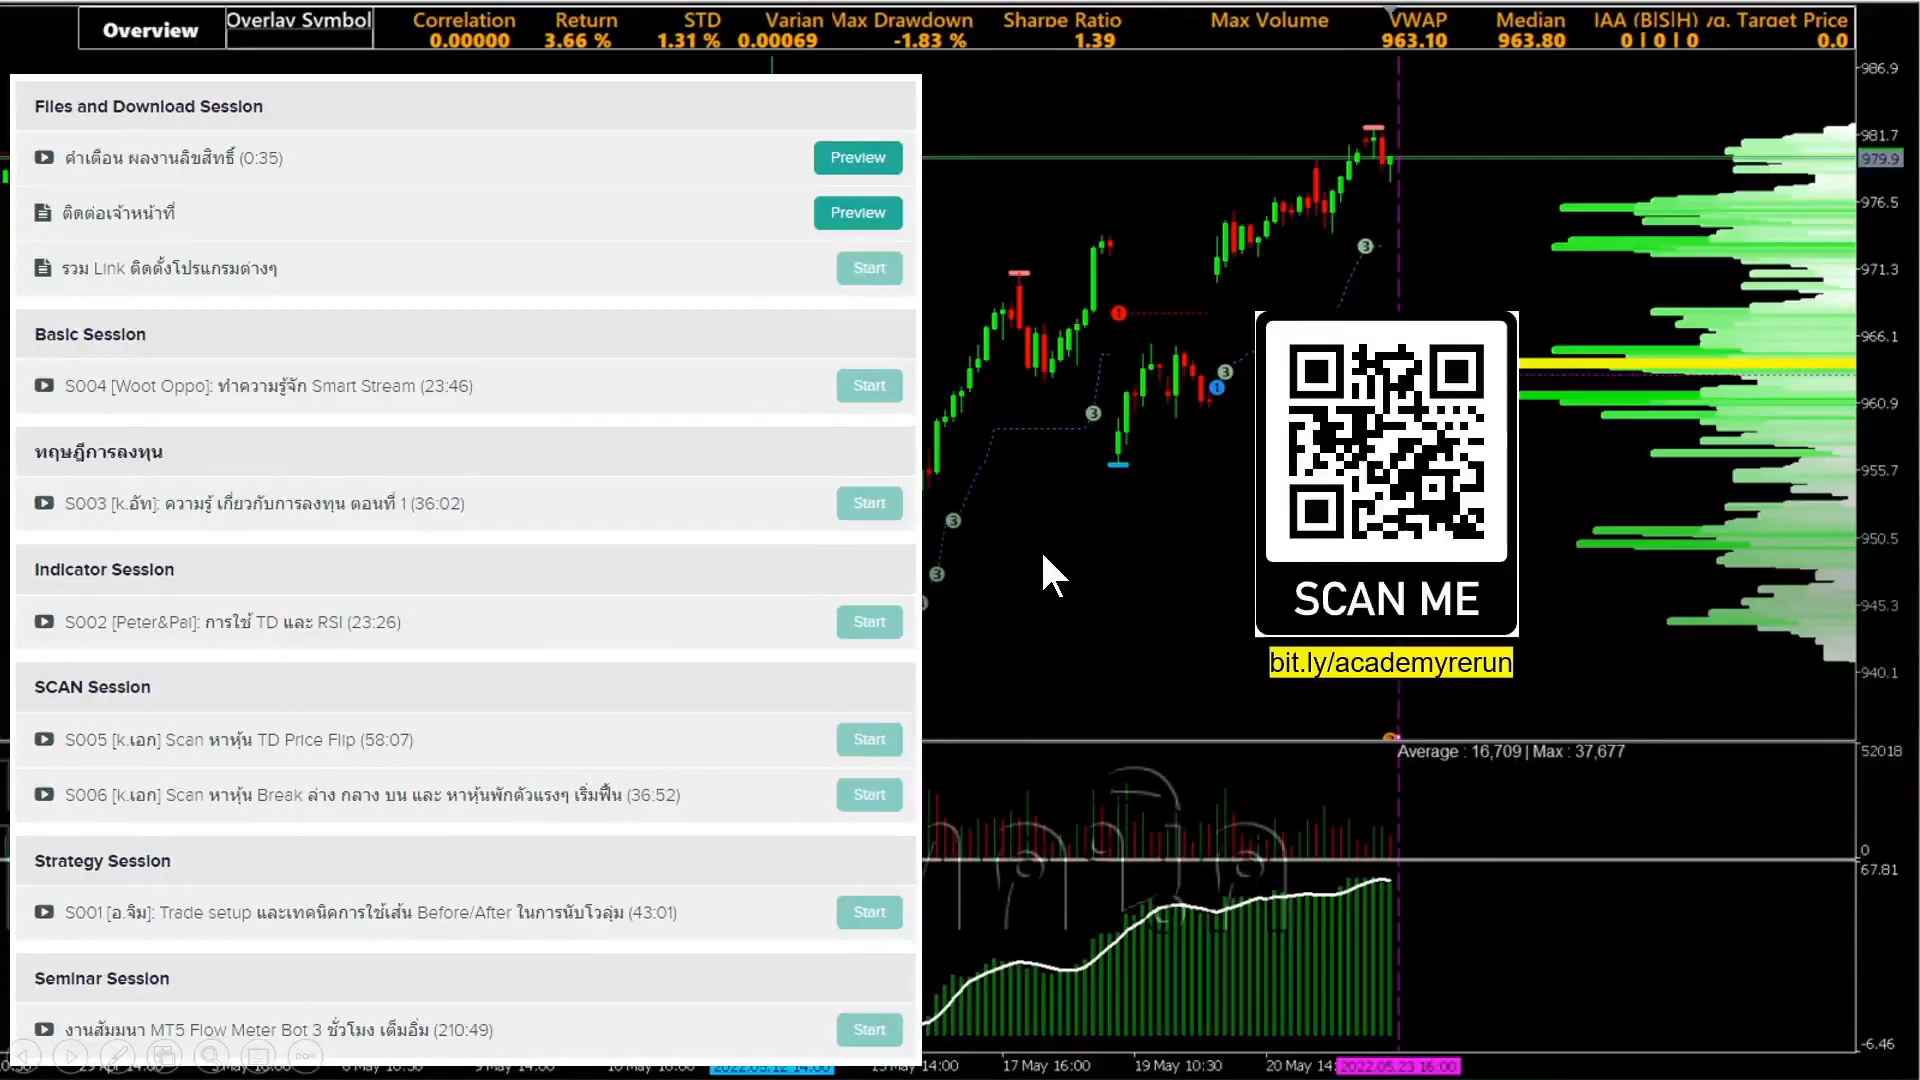 Overview
Overlay Symbol
Correlation
0.00000
Return
3.66 %
STD
1.31 %
Varian
0.00069
Max Drawdown
-1.83 %
Sharpe Ratio
1.39
Max Volume
VWAP
963.10
Median
963.80
IAA (B|S|H)
0 | 0 | 0
Target Price
0.0
Files and Download Session
คำเตือน ผลงานลิขสิทธิ์ (0:35)
Preview
ติดต่อเจ้าหน้าที่
Preview
รวม Link ติดตั้งโปรแกรมต่างๆ
Start
Basic Session
S004 [Woot Oppo]: ทำความรู้จัก Smart Stream (23:46)
Start
ทฤษฎีการลงทุน
S003 [k.อัท]: ความรู้ เกี่ยวกับการลงทุน ตอนที่ 1 (36:02)
Start
Indicator Session
S002 [Peter&Pal]: การใช้ TD และ RSI (23:26)
Start
SCAN Session
S005 [k.เอก] Scan หาหุ้น TD Price Flip (58:07)
Start
S006 [k.เอก] Scan หาหุ้น Break ล่าง กลาง บน และ หาหุ้นพักตัวแรงๆ เริ่มฟื้น (36:52)
Start
Strategy Session
S001 [อ.จิม]: Trade setup และเทคนิคการใช้เส้น Before/After ในการนับโวลุ่ม (43:01)
Start
Seminar Session
งานสัมมนา MT5 Flow Meter Bot 3 ชั่วโมง เต็มอิ่ม (210:49)
Start
3
3
3
3
3
SCAN ME
bit.ly/academyrerun
986.9
981.7
979.9
976.5
971.3
966.1
960.9
955.7
950.5
945.3
940.1
Average : 16,709 | Max : 37,677
52018
0
67.81
-6.46
14:00
17 May 16:00
19 May 10:30
20 May 14:
2022.05.23 16:00